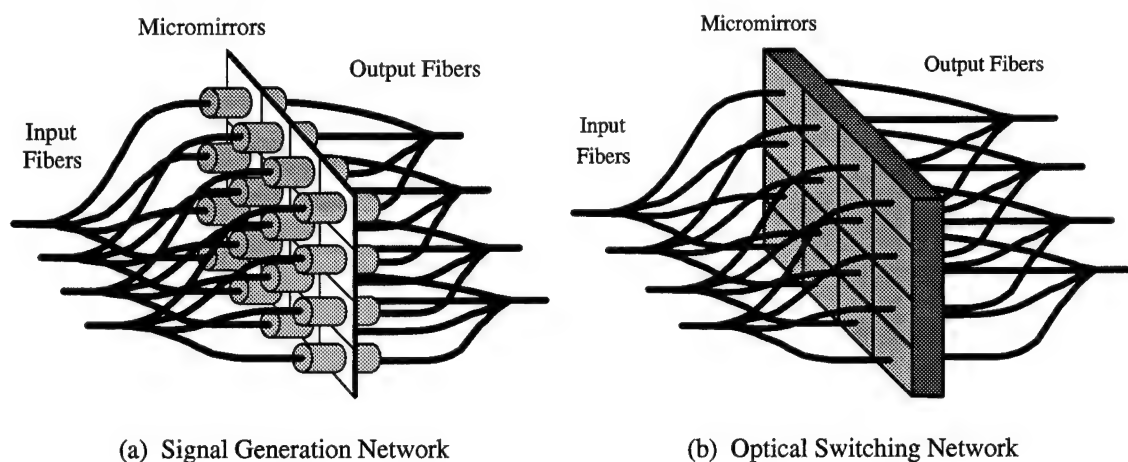 Micromirrors
Output Fibers
Input
Fibers
(a) Signal Generation Network
Micromirrors
Output Fibers
Input
Fibers
(b) Optical Switching Network